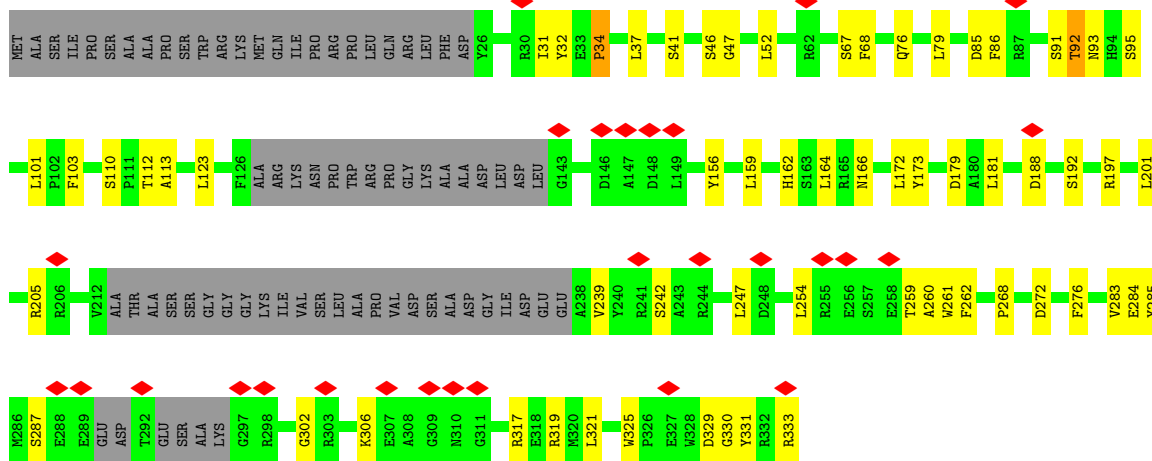 MET ALA SER ILE PRO SER ALA ALA PRO SER TRP ARG LYS MET GLN ILE PRO ARG PRO LEU GLN ARG LEU PHE ASP Y26 R30 I31 Y32 E33 P34 L37 S41 S46 G47 L52 R62 S67 F68 Q76 L79 D85 F86 R87 S91 T92 N93 H94 S95
L101 P102 F103 S110 P111 T112 A113 L123 F126 ALA ARG LYS ASN PRO TRP ARG PRO GLY LYS ALA ALA ASP LEU ASP LEU G143 D146 A147 D148 L149 Y156 L159 H162 S163 L164 R165 N166 L172 Y173 D179 A180 L181 D188 S192 R197 L201
R205 R206 V212 ALA THR ALA SER SER GLY GLY GLY LYS ILE VAL SER LEU ALA PRO VAL ASP SER ALA ASP GLY ILE ASP GLU GLU A238 V239 Y240 R241 S242 A243 R244 L247 D248 L254 R255 E256 S257 E258 T259 A260 W261 F262 P268 D272 F276 V283 E284 Y285
M286 S287 E288 E289 GLU ASP T292 GLU SER ALA LYS G297 R298 G302 R303 K306 E307 A308 G309 N310 G311 R317 E318 R319 M320 L321 W325 P326 E327 W328 D329 G330 Y331 R332 R333